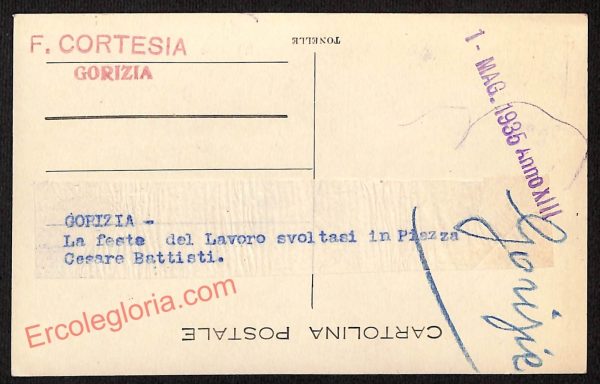 F. CORTESIA
GORIZIA
TONELLE
1 - MAG. 1935 Anno XIII
GORIZIA -
La feste del Lavoro svoltasi in Piazza
Cesare Battisti.
Gorizia
Ercolegloria.com
CARTOLINA POSTALE